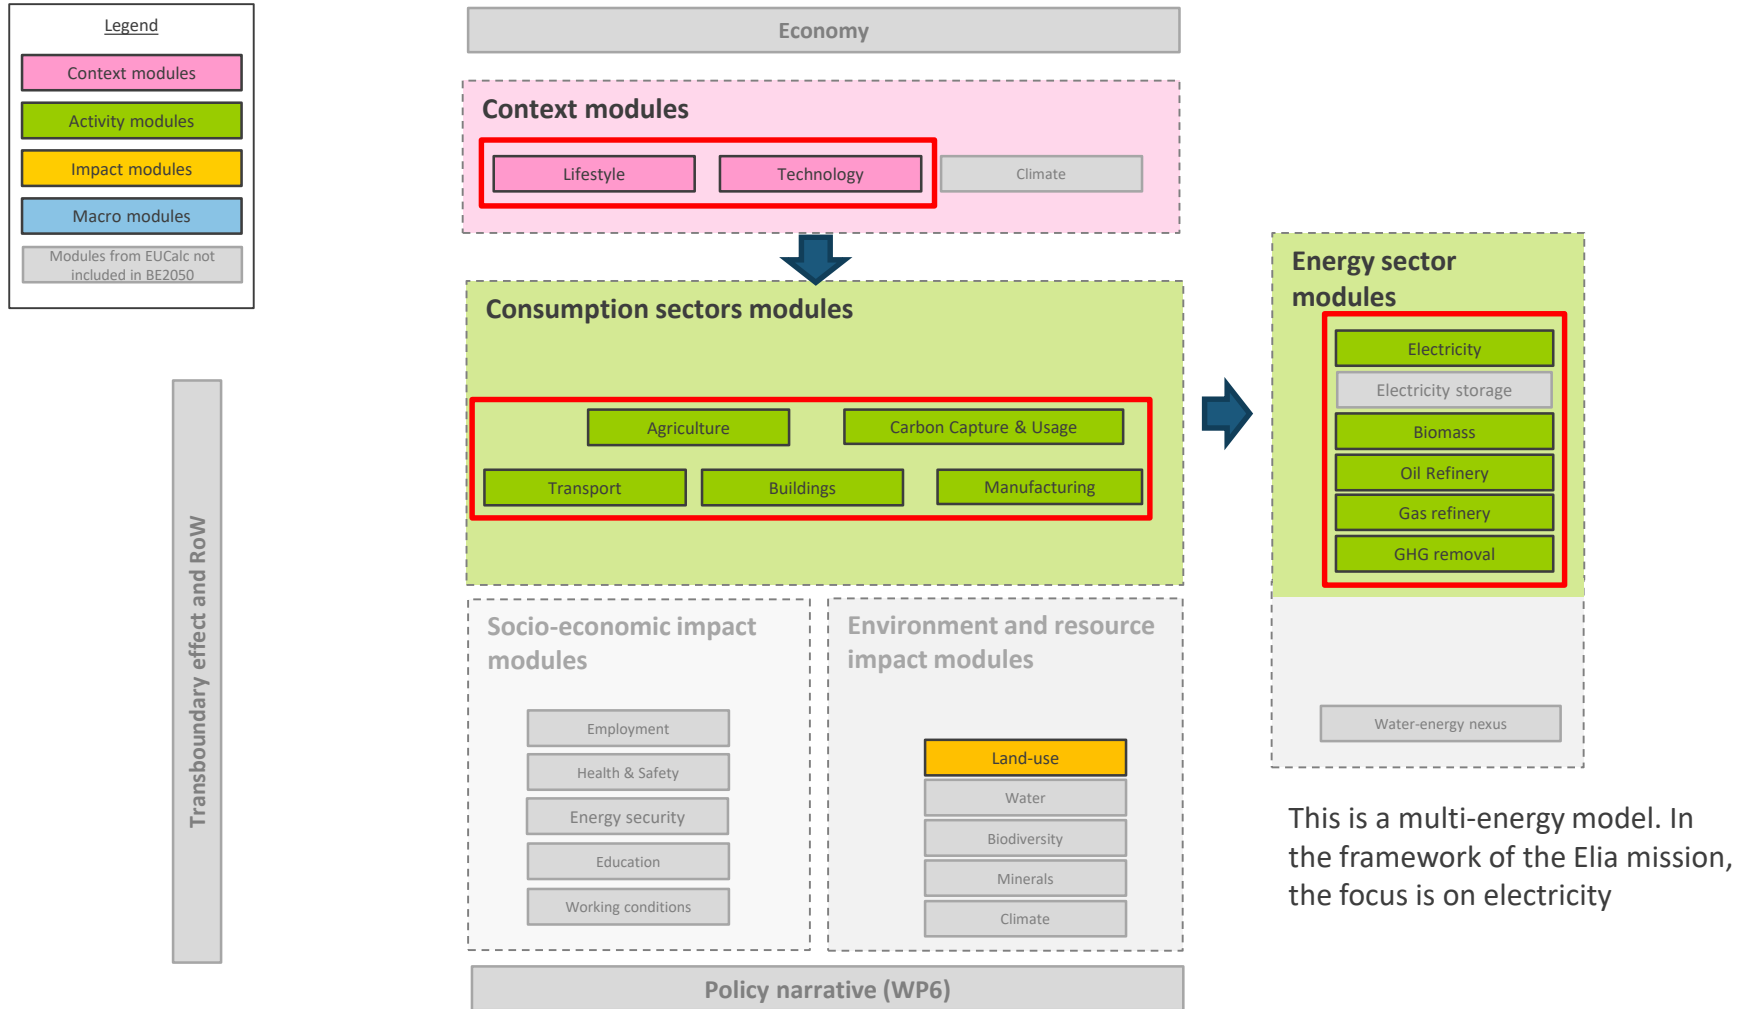 Legend
Context modules
Activity modules
Impact modules
Macro modules
Modules from EUCalc not
included in BE2050
Economy
Context modules
Lifestyle
Technology
Climate
Consumption sectors modules
Agriculture
Carbon Capture & Usage
Transport
Buildings
Manufacturing
Energy sector
modules
Electricity
Electricity storage
Biomass
Oil Refinery
Gas refinery
GHG removal
Water-energy nexus
Transboundary effect and RoW
Socio-economic impact
modules
Employment
Health & Safety
Energy security
Education
Working conditions
Environment and resource
impact modules
Land-use
Water
Biodiversity
Minerals
Climate
This is a multi-energy model. In
the framework of the Elia mission,
the focus is on electricity
Policy narrative (WP6)